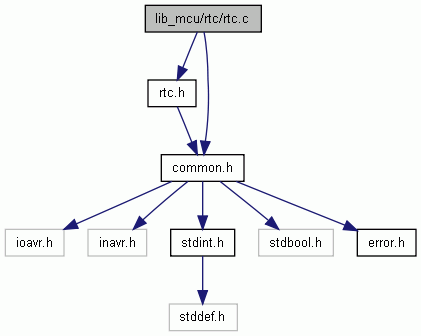 lib_mcu/rtc/rtc.c
rtc.h
common.h
ioavr.h
inavr.h
stdint.h
stdbool.h
error.h
stddef.h